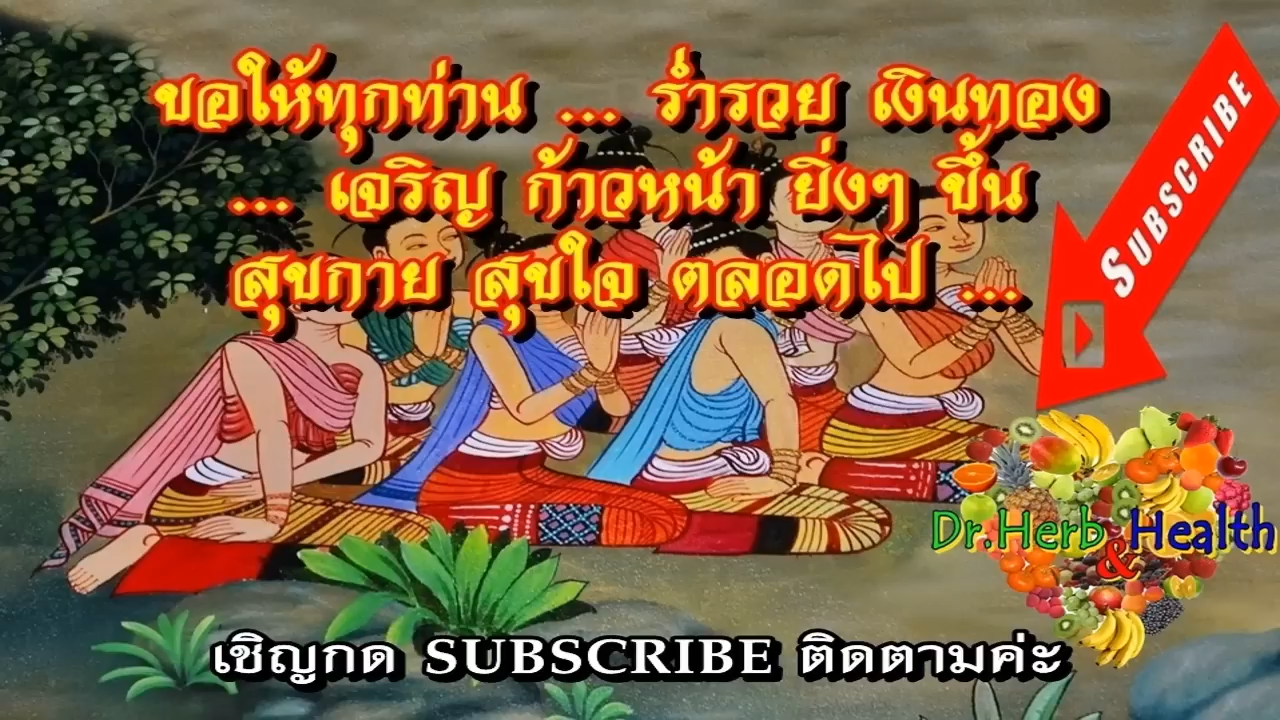 ขอให้ทุกท่าน ... ร่ำรวย เงินทอง
... เจริญ ก้าวหน้า ยิ่งๆ ขึ้น
สุขกาย สุขใจ ตลอดไป ...
SUBSCRIBE
Dr.Herb & Health
เชิญกด SUBSCRIBE ติดตามค่ะ